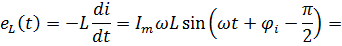 e_L(t) = −L di/dt = I_m ωL sin(ωt + φ_i − π/2) =